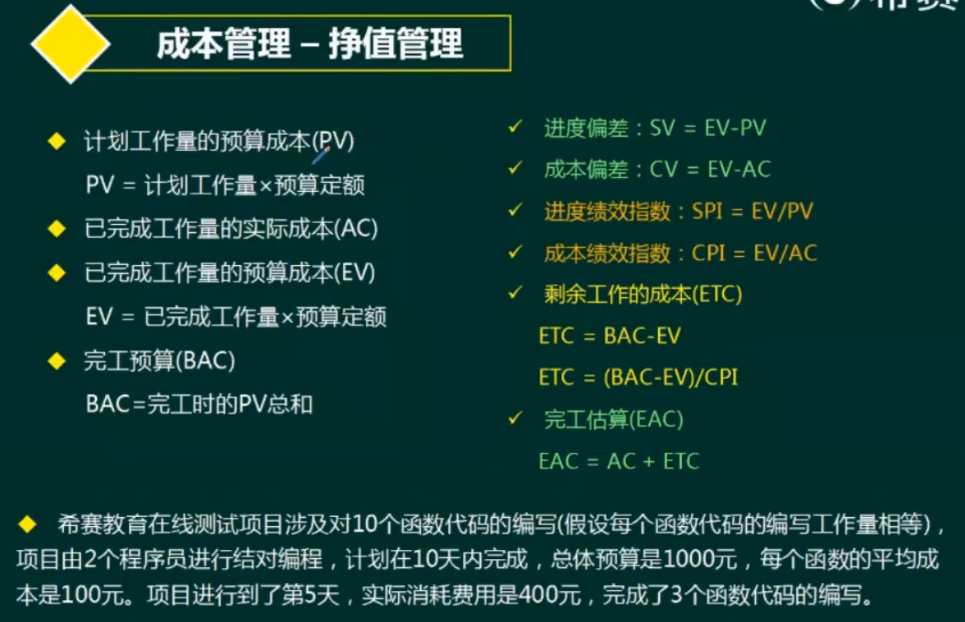 成本管理 – 挣值管理
计划工作量的预算成本(PV)
PV = 计划工作量×预算定额
已完成工作量的实际成本(AC)
已完成工作量的预算成本(EV)
EV = 已完成工作量×预算定额
完工预算(BAC)
BAC=完工时的PV总和
进度偏差：SV = EV-PV
成本偏差：CV = EV-AC
进度绩效指数：SPI = EV/PV
成本绩效指数：CPI = EV/AC
剩余工作的成本(ETC)
ETC = BAC-EV
ETC = (BAC-EV)/CPI
完工估算(EAC)
EAC = AC + ETC
希赛教育在线测试项目涉及对10个函数代码的编写(假设每个函数代码的编写工作量相等)，
项目由2个程序员进行结对编程，计划在10天内完成，总体预算是1000元，每个函数的平均成
本是100元。项目进行到了第5天，实际消耗费用是400元，完成了3个函数代码的编写。